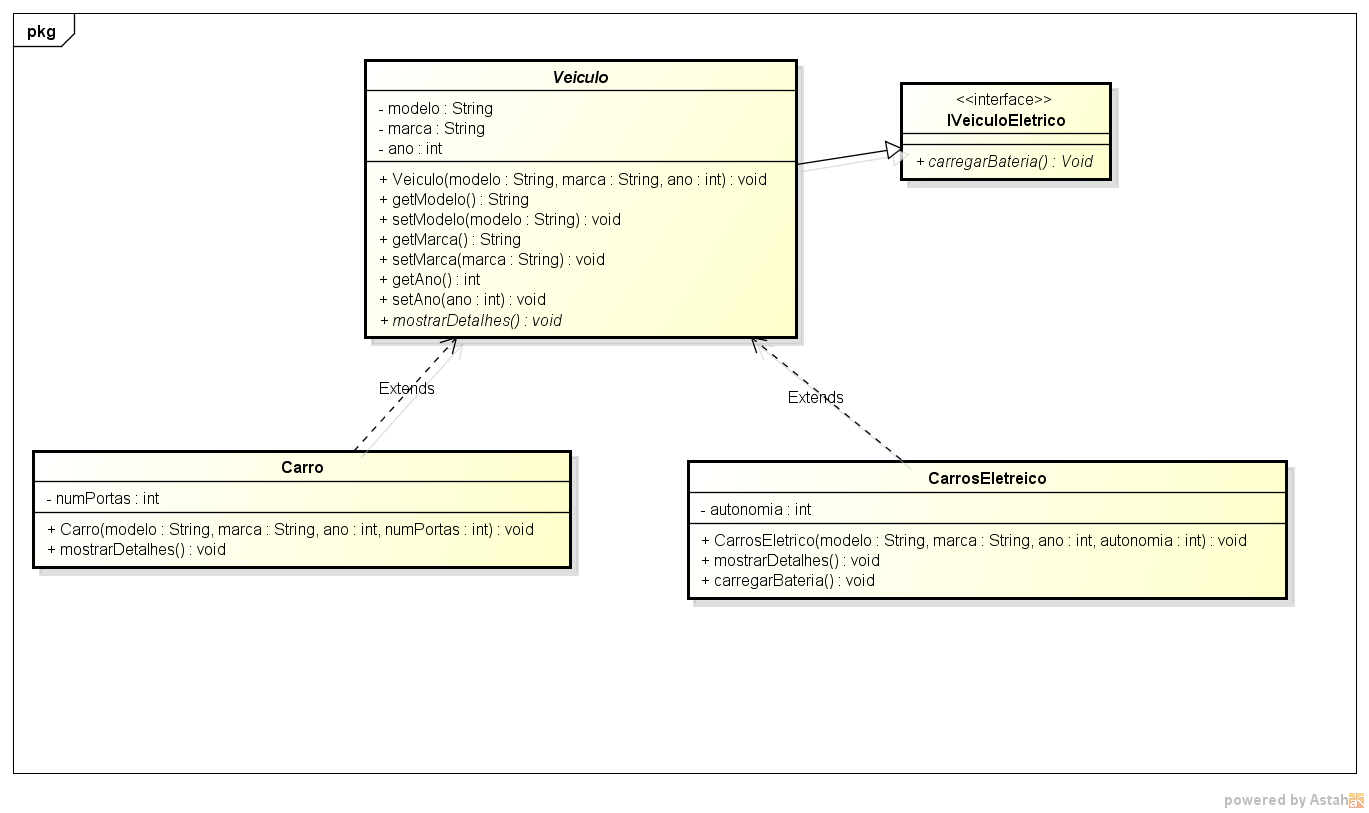 pkg
Veiculo
- modelo : String
- marca : String
- ano : int
+ Veiculo(modelo : String, marca : String, ano : int) : void
+ getModelo() : String
+ setModelo(modelo : String) : void
+ getMarca() : String
+ setMarca(marca : String) : void
+ getAno() : int
+ setAno(ano : int) : void
+ mostrarDetalhes() : void
<<interface>>
IVeiculoEletrico
+ carregarBateria() : Void
Extends
Extends
Carro
- numPortas : int
+ Carro(modelo : String, marca : String, ano : int, numPortas : int) : void
+ mostrarDetalhes() : void
CarrosEletreico
- autonomia : int
+ CarrosEletrico(modelo : String, marca : String, ano : int, autonomia : int) : void
+ mostrarDetalhes() : void
+ carregarBateria() : void
powered by Astah